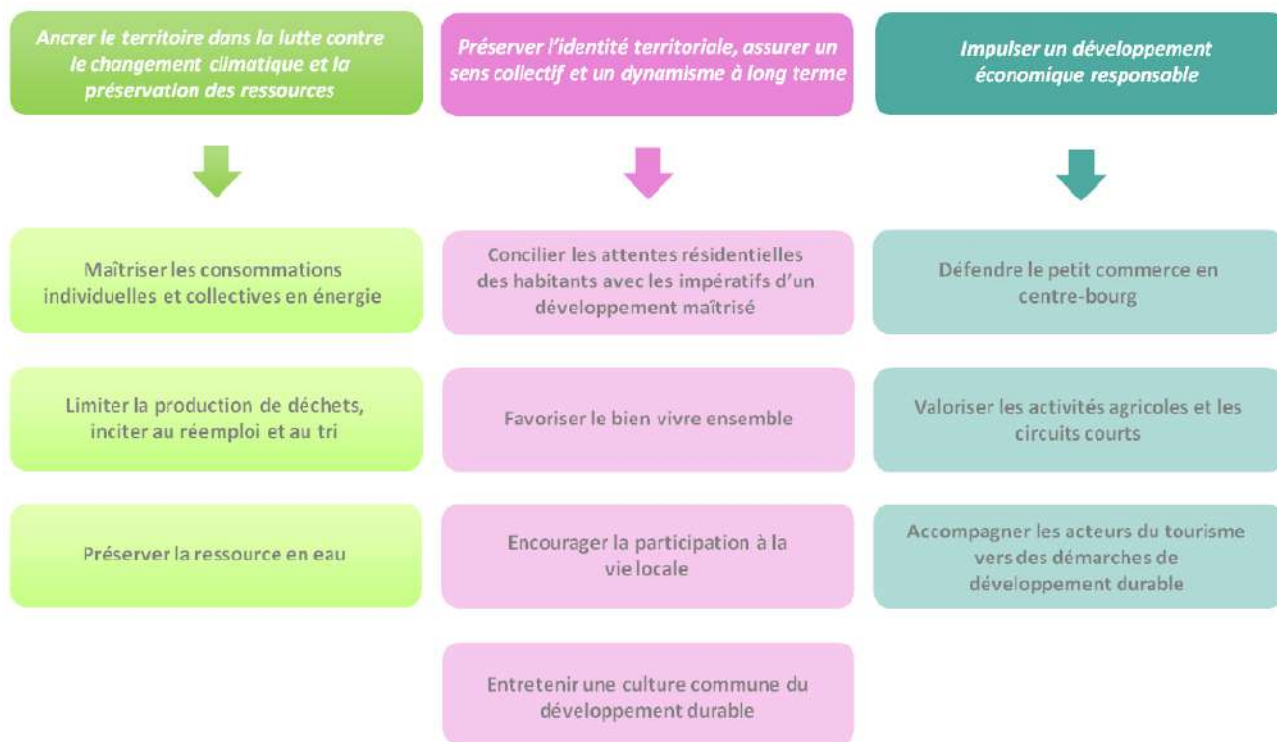 Ancrer le territoire dans la lutte contre
le changement climatique et la
préservation des ressources
Maîtriser les consommations
individuelles et collectives en énergie
Limiter la production de déchets,
inciter au réemploi et au tri
Préserver la ressource en eau
Préserver l'identité territoriale, assurer un
sens collectif et un dynamisme à long terme
Concilier les attentes résidentielles
des habitants avec les impératifs d'un
développement maîtrisé
Favoriser le bien vivre ensemble
Encourager la participation à la
vie locale
Entretenir une culture commune du
développement durable
Impulser un développement
économique responsable
Défendre le petit commerce en
centre-bourg
Valoriser les activités agricoles et les
circuits courts
Accompagner les acteurs du tourisme
vers des démarches de
développement durable